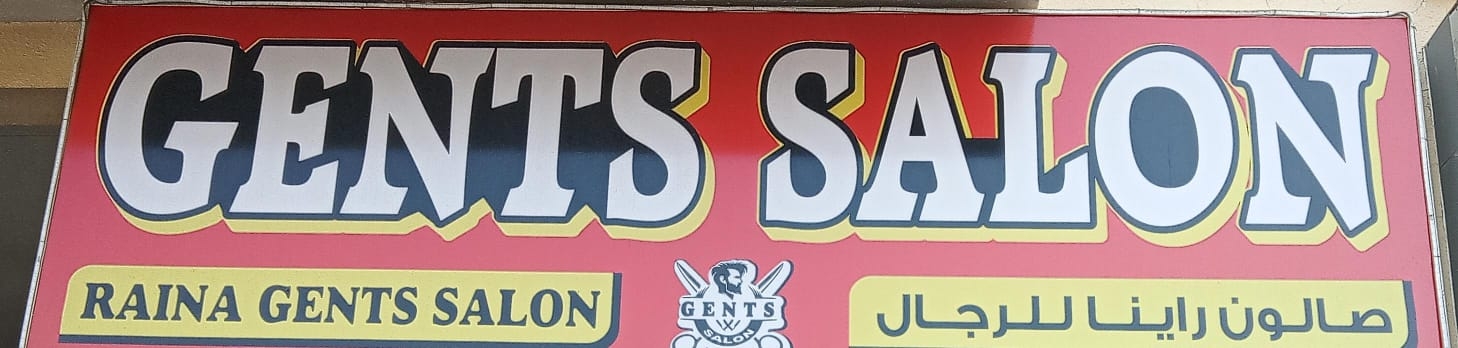 GENTS SALON
RAINA GENTS SALON
GENTS
SALON
صالون راينا للرجال